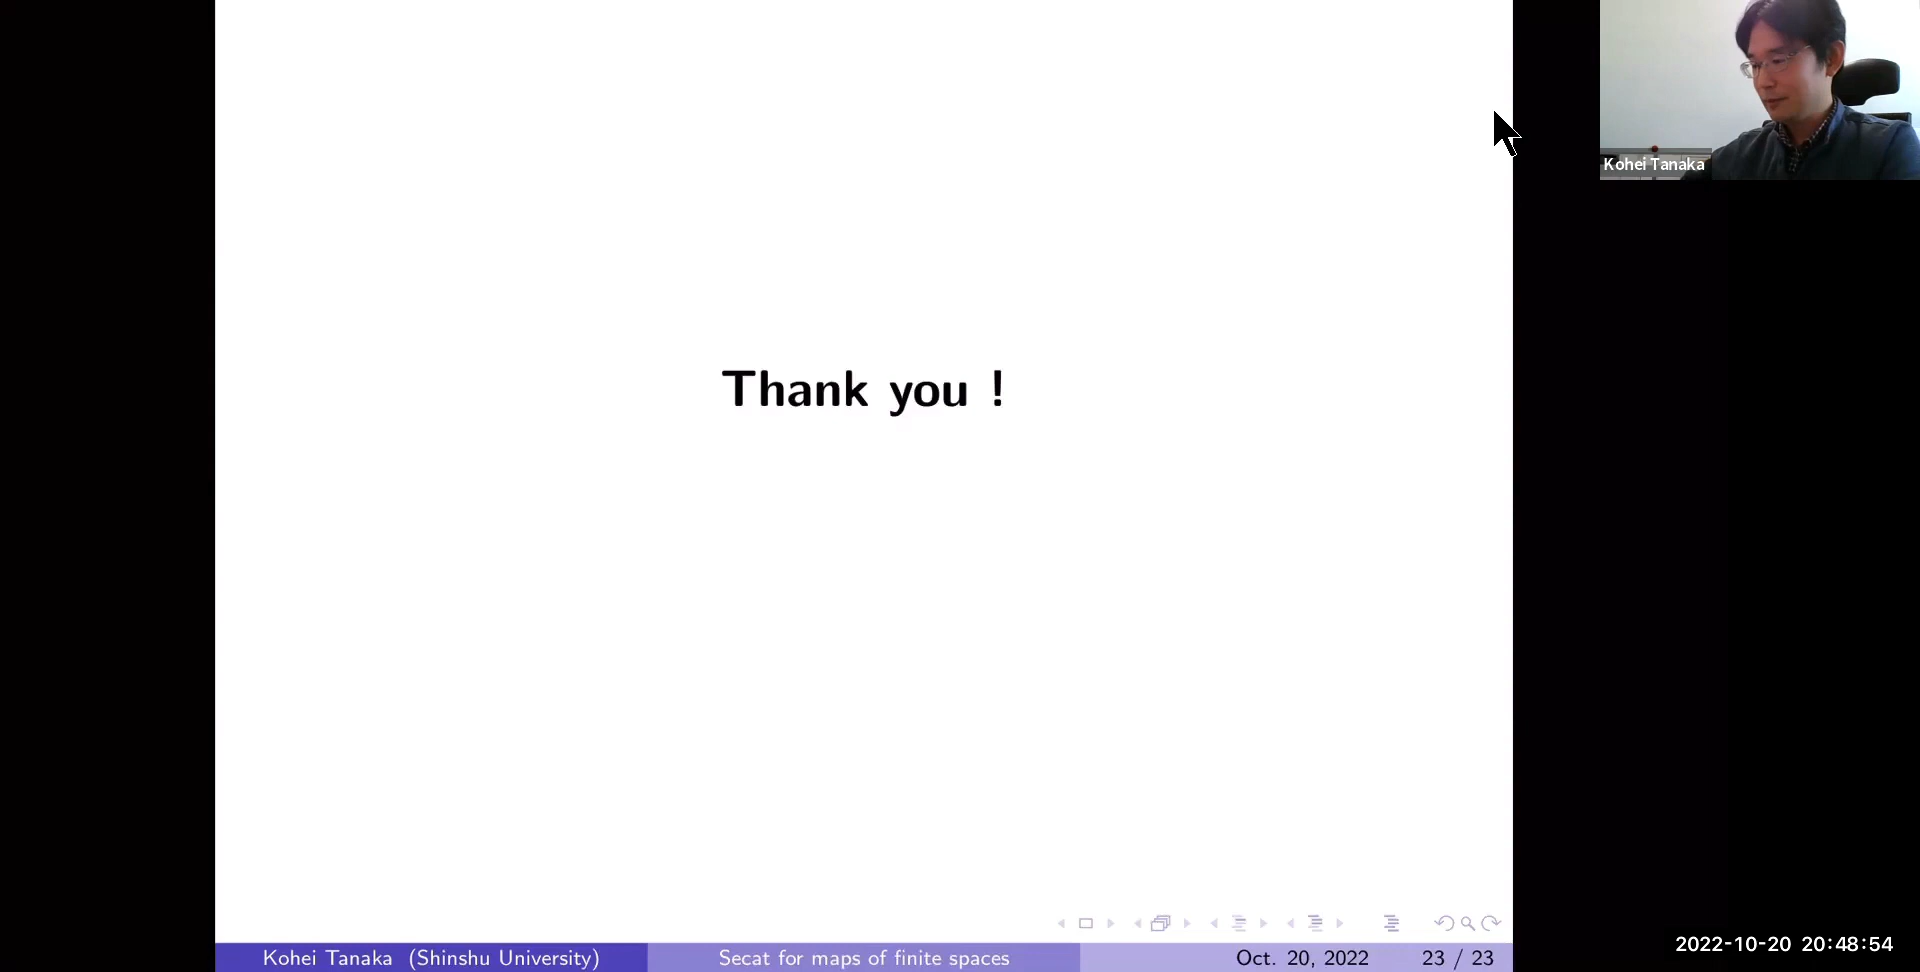 Kohei Tanaka
Thank you !
Kohei Tanaka (Shinshu University) Secat for maps of finite spaces Oct. 20, 2022 23 / 23
2022-10-20 20:48:54